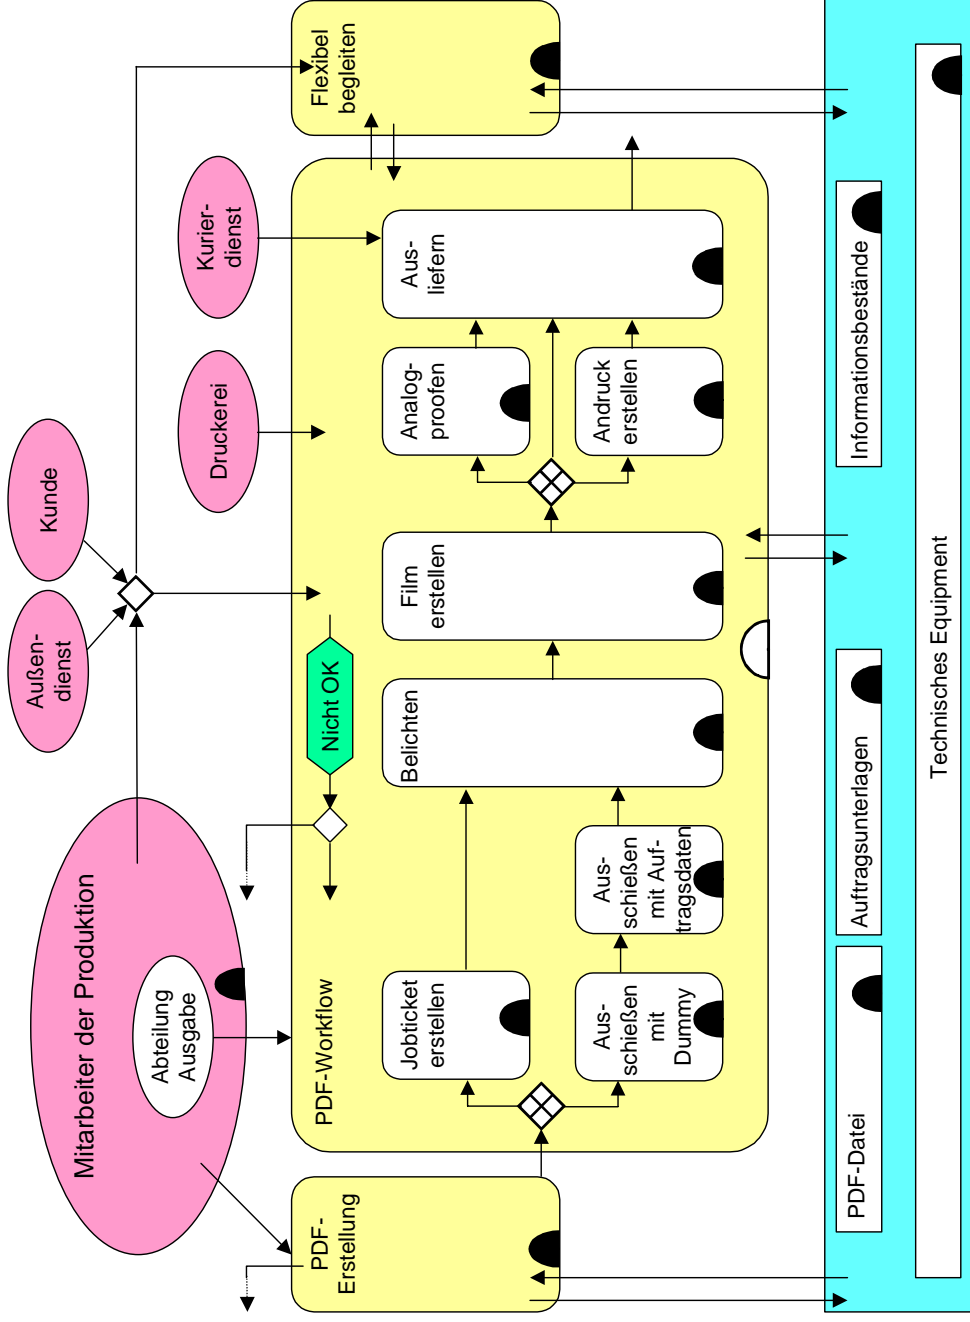 Außen-
dienst
Kunde
Mitarbeiter der Produktion
Abteilung
Ausgabe
Druckerei
Kurier-
dienst
PDF-
Erstellung
PDF-Workflow
Nicht OK
Flexibel
begleiten
Jobticket
erstellen
Aus-
schießen
mit
Dummy
Aus-
schießen
mit Auf-
tragsdaten
Belichten
Film
erstellen
Analog-
proofen
Andruck
erstellen
Aus-
liefern
PDF-Datei
Auftragsunterlagen
Informationsbestände
Technisches Equipment